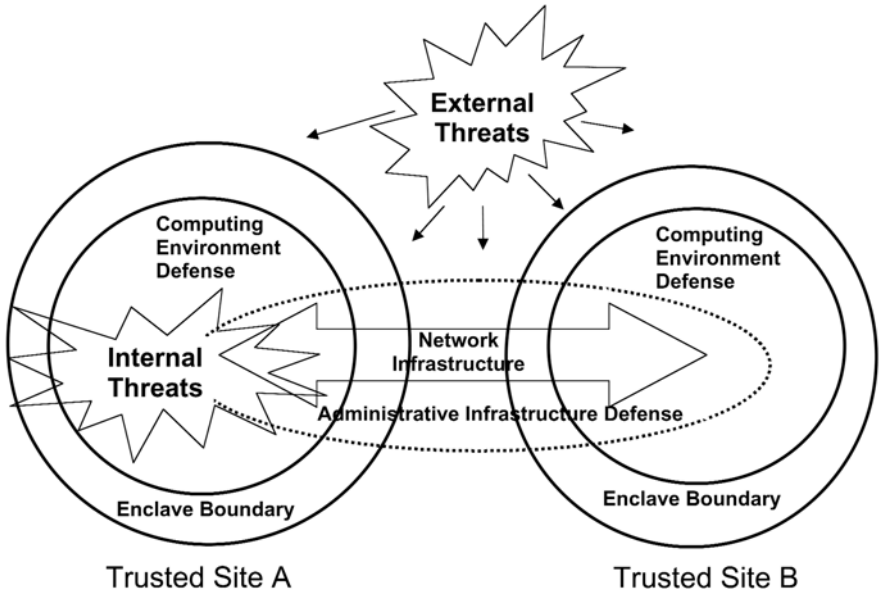 External
Threats
Computing
Environment
Defense
Computing
Environment
Defense
Internal
Threats
Network
Infrastructure
Administrative Infrastructure Defense
Enclave Boundary
Enclave Boundary
Trusted Site A
Trusted Site B